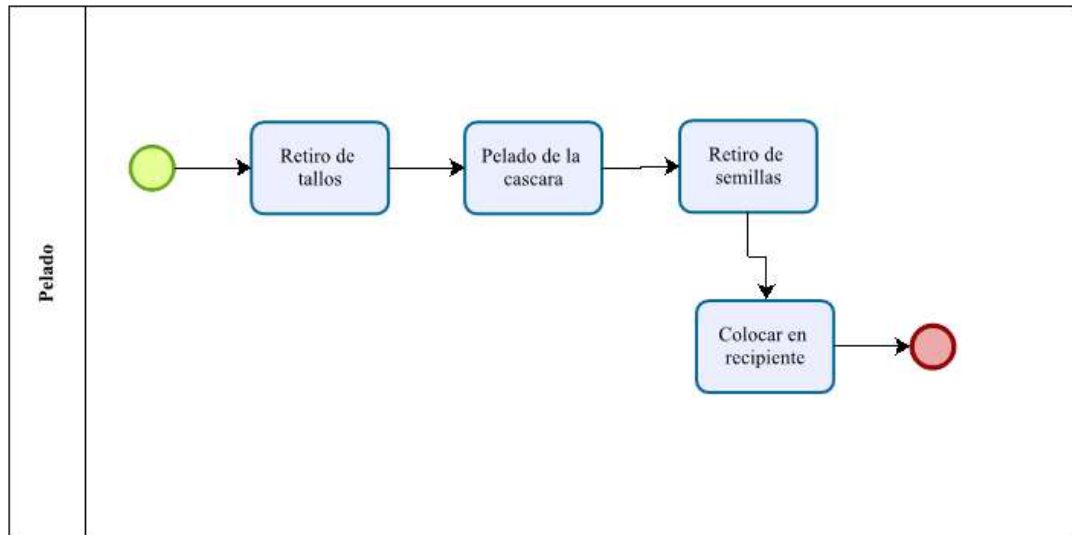 Pelado
Retiro de
tallos
Pelado de la
cascara
Retiro de
semillas
Colocar en
recipiente